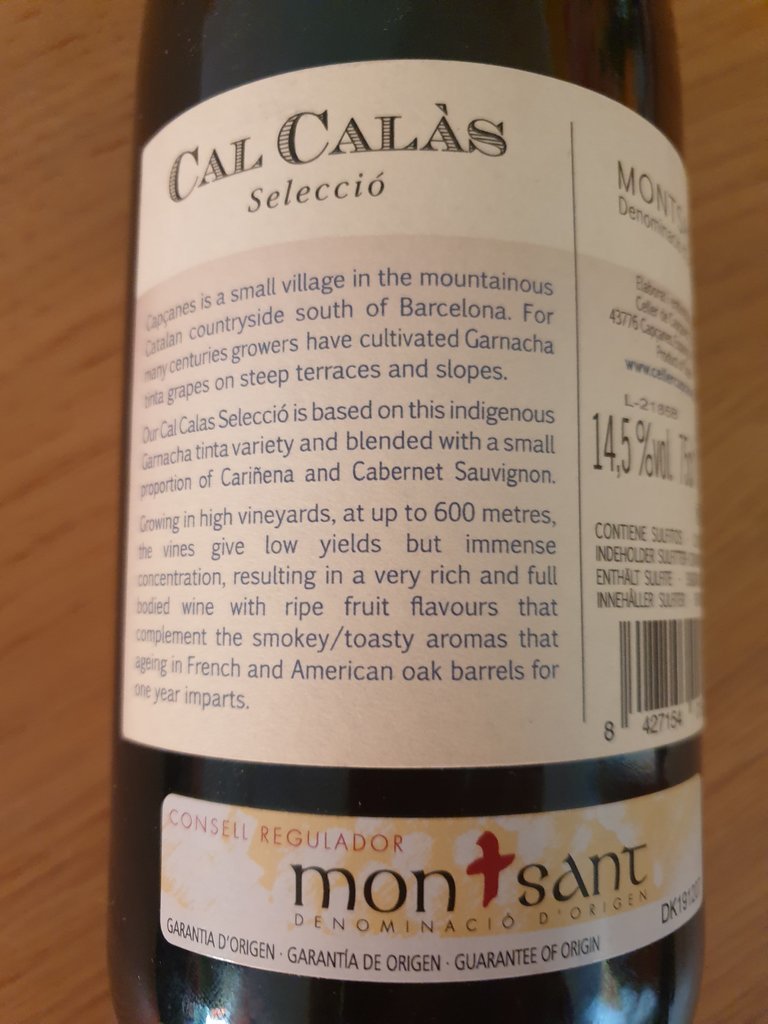 CAL CALÀS
Selecció
Capçanes is a small village in the mountainous
Catalan countryside south of Barcelona. For
many centuries growers have cultivated Garnacha
tinta grapes on steep terraces and slopes.
Our Cal Calas Selecció is based on this indigenous
Garnacha tinta variety and blended with a small
proportion of Cariñena and Cabernet Sauvignon.
Growing in high vineyards, at up to 600 metres,
the vines give low yields but immense
concentration, resulting in a very rich and full
bodied wine with ripe fruit flavours that
complement the smokey/toasty aromas that
ageing in French and American oak barrels for
one year imparts.
Celler de
43776 Capçanes,
14,5 %vol.
CONTIENE SULFITOS
INDEHOLDER
ENTHÄLT SULFITE
INNEHÅLLER
8 427154
CONSELL REGULADOR
montsant
DENOMINACIÓ D'ORIGEN
GARANTIA D'ORIGEN · GARANTÍA DE ORIGEN · GUARANTEE OF ORIGIN